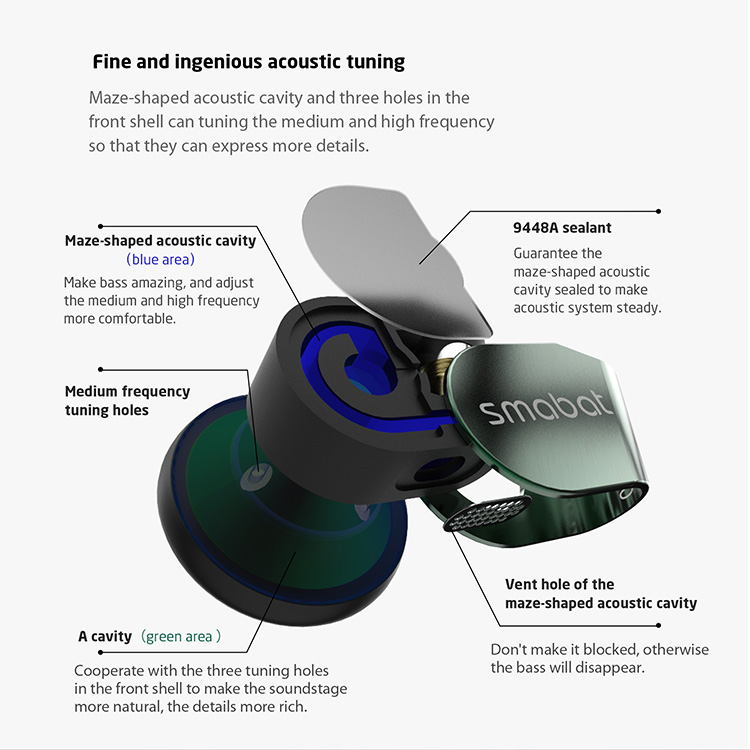 Fine and ingenious acoustic tuning
Maze-shaped acoustic cavity and three holes in the
front shell can tuning the medium and high frequency
so that they can express more details.
Maze-shaped acoustic cavity
(blue area)
Make bass amazing, and adjust
the medium and high frequency
more comfortable.
9448A sealant
Guarantee the
maze-shaped acoustic
cavity sealed to make
acoustic system steady.
Medium frequency
tuning holes
smabat
Vent hole of the
maze-shaped acoustic cavity
Don't make it blocked, otherwise
the bass will disappear.
A cavity (green area )
Cooperate with the three tuning holes
in the front shell to make the soundstage
more natural, the details more rich.